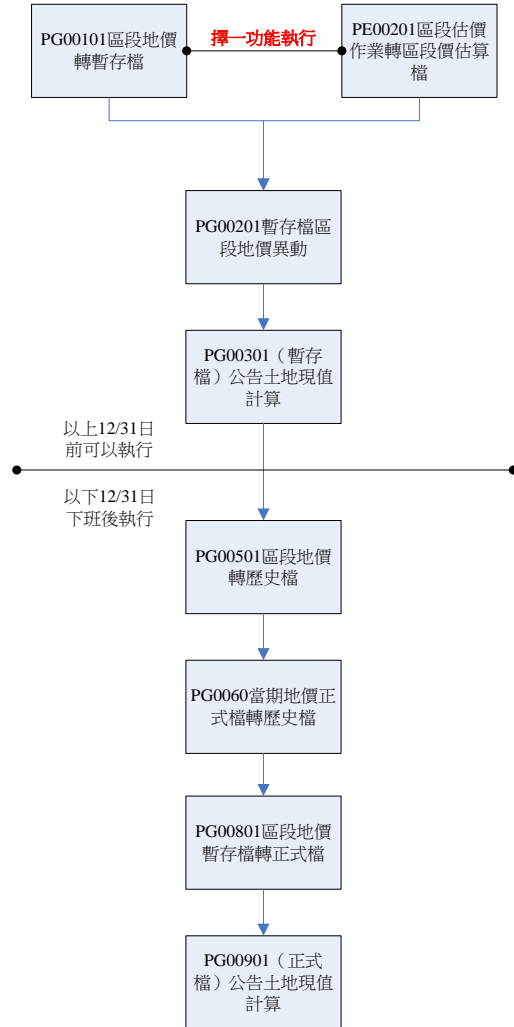 PG00101區段地價
轉暫存檔
擇一功能執行
PE00201區段估價
作業轉區段價估算
檔
PG00201暫存檔區
段地價異動
PG00301（暫存
檔）公告土地現值
計算
以上12/31日
前可以執行
以下12/31日
下班後執行
PG00501區段地價
轉歷史檔
PG0060當期地價正
式檔轉歷史檔
PG00801區段地價
暫存檔轉正式檔
PG00901（正式
檔）公告土地現值
計算